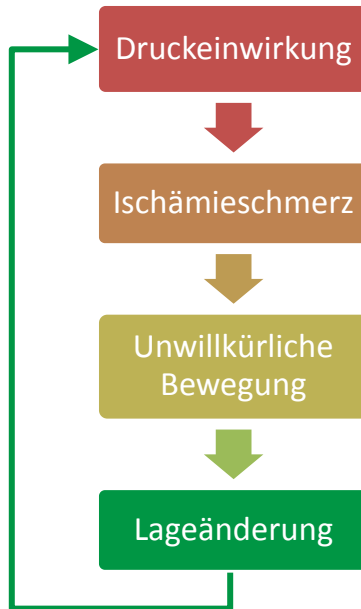 Druckeinwirkung
Ischämieschmerz
Unwillkürliche
Bewegung
Lageänderung